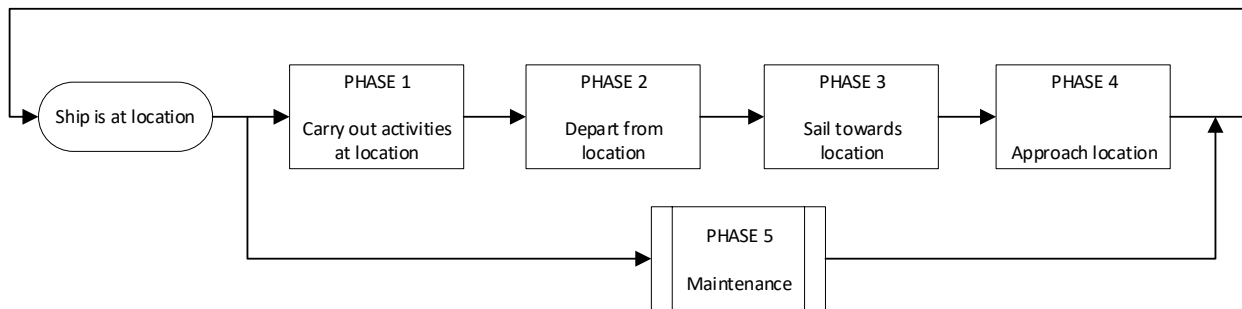 Ship is at location
PHASE 1
Carry out activities
at location
PHASE 2
Depart from
location
PHASE 3
Sail towards
location
PHASE 4
Approach location
PHASE 5
Maintenance